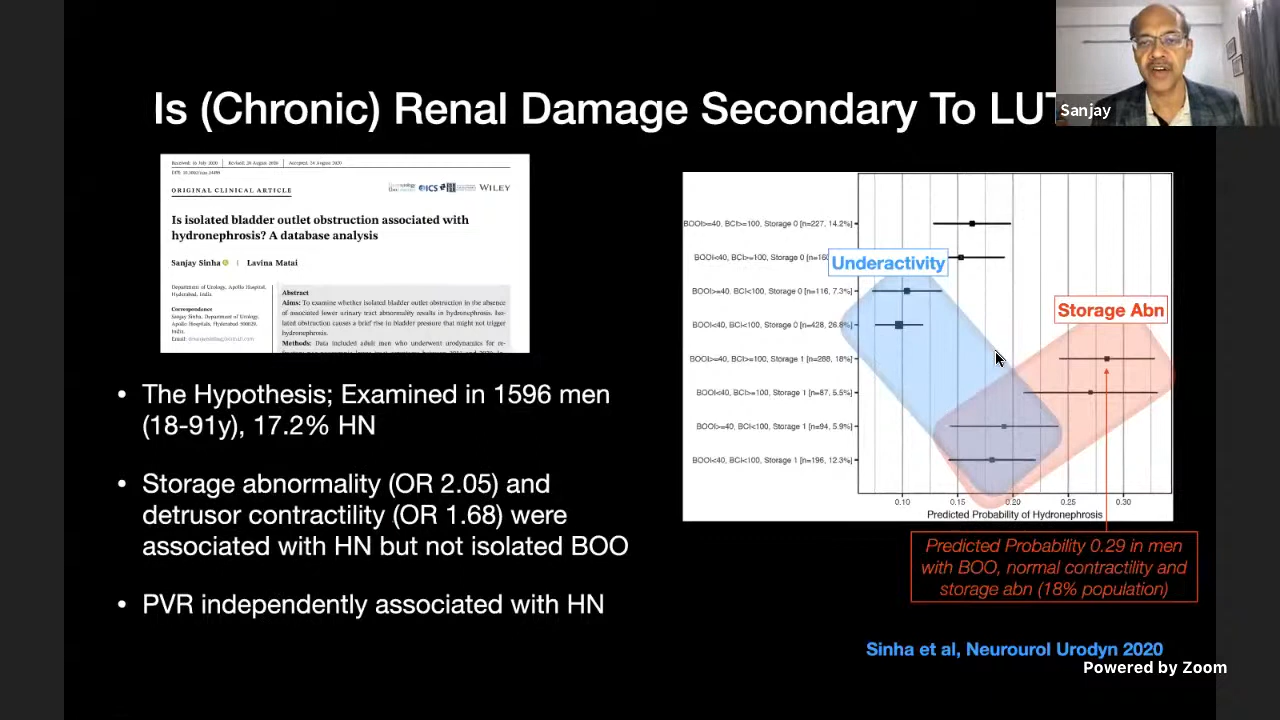 Is (Chronic) Renal Damage Secondary To LUT
Sanjay
Received: 16 July 2020 | Revised: 20 August 2020 | Accepted: 24 August 2020
ORIGINAL CLINICAL ARTICLE
ICS WILEY
Is isolated bladder outlet obstruction associated with
hydronephrosis? A database analysis
Sanjay Sinha | Lavina Matai
Department of Urology, Apollo Hospital,
Hyderabad, India.
Correspondence
Sanjay Sinha, Department of Urology,
Apollo Hospitals, Hyderabad 500029,
India.
Email:
Abstract
Aims: To examine whether isolated bladder outlet obstruction in the absence
of associated lower urinary tract abnormality results in hydronephrosis. Iso-
lated obstruction causes a brief rise in bladder pressure that might not trigger
hydronephrosis.
Methods: Data included adult men who underwent urodynamics for
• The Hypothesis; Examined in 1596 men
(18-91y), 17.2% HN
• Storage abnormality (OR 2.05) and
detrusor contractility (OR 1.68) were
associated with HN but not isolated BOO
• PVR independently associated with HN
BOOI>=40, BCI>=100, Storage 0 [n=227, 14.2%]
BOOI<40, BCI>=100, Storage 0
Underactivity
BOOI>=40, BCI<100, Storage 0 [n=116, 7.3%]
Storage Abn
BOOI<40, BCI<100, Storage 0 [n=428, 26.8%]
BOOI>=40, BCI>=100, Storage 1 [n=288, 18%]
BOOI<40, BCI>=100, Storage 1 [n=87, 5.5%]
BOOI>=40, BCI<100, Storage 1 [n=94, 5.9%]
BOOI<40, BCI<100, Storage 1 [n=196, 12.3%]
0.10 0.15 0.20 0.25 0.30
Predicted Probability of Hydronephrosis
Predicted Probability 0.29 in men
with BOO, normal contractility and
storage abn (18% population)
Sinha et al, Neurourol Urodyn 2020
Powered by Zoom